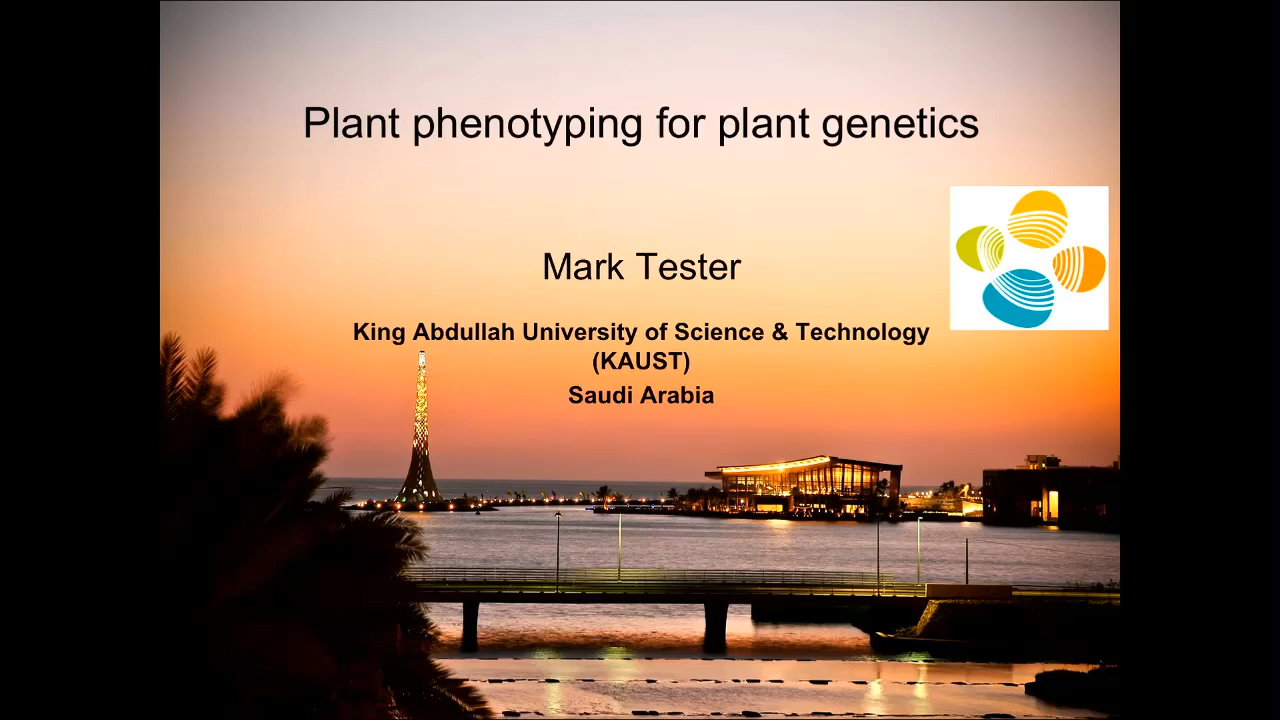 Plant phenotyping for plant genetics
Mark Tester
King Abdullah University of Science & Technology
(KAUST)
Saudi Arabia